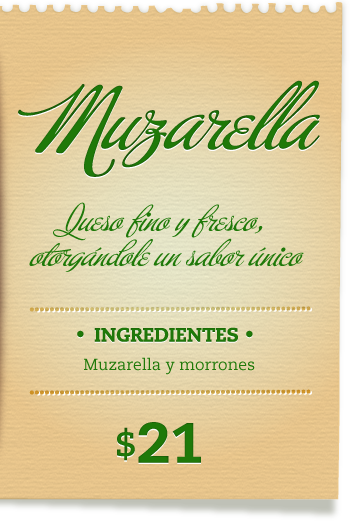 Muzarella
Queso fino y fresco,
otorgándole un sabor único
• INGREDIENTES •
Muzarella y morrones
$21